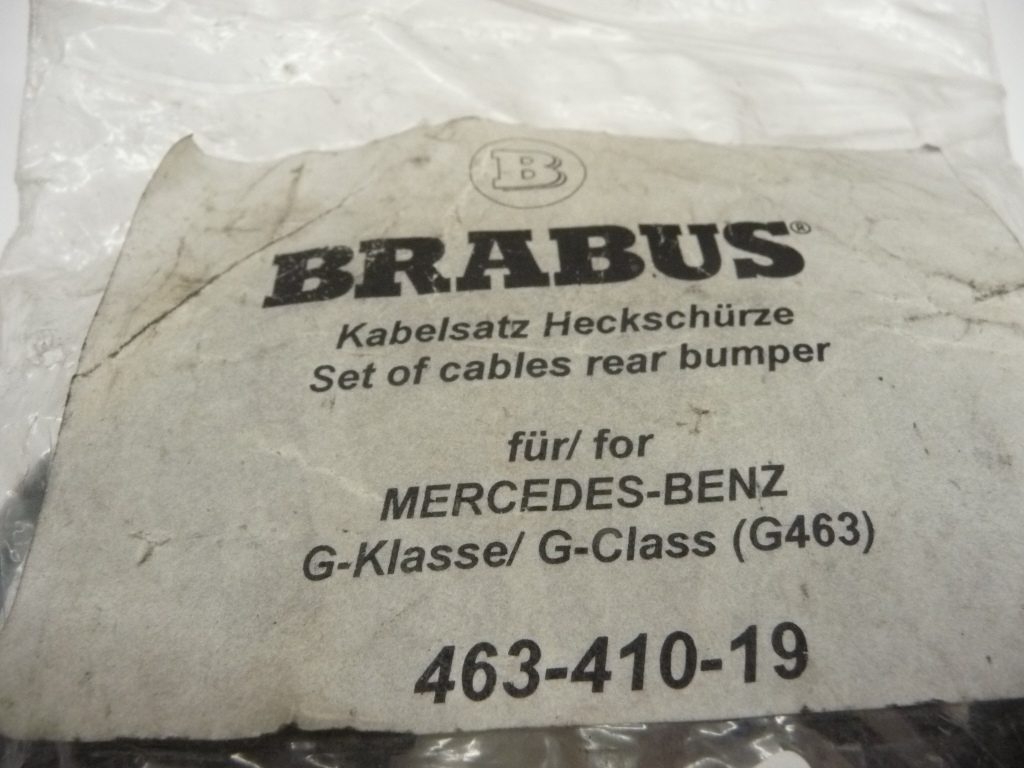 B
BRABUS®
Kabelsatz Heckschürze
Set of cables rear bumper
für/ for
MERCEDES-BENZ
G-Klasse/ G-Class (G463)
463-410-19